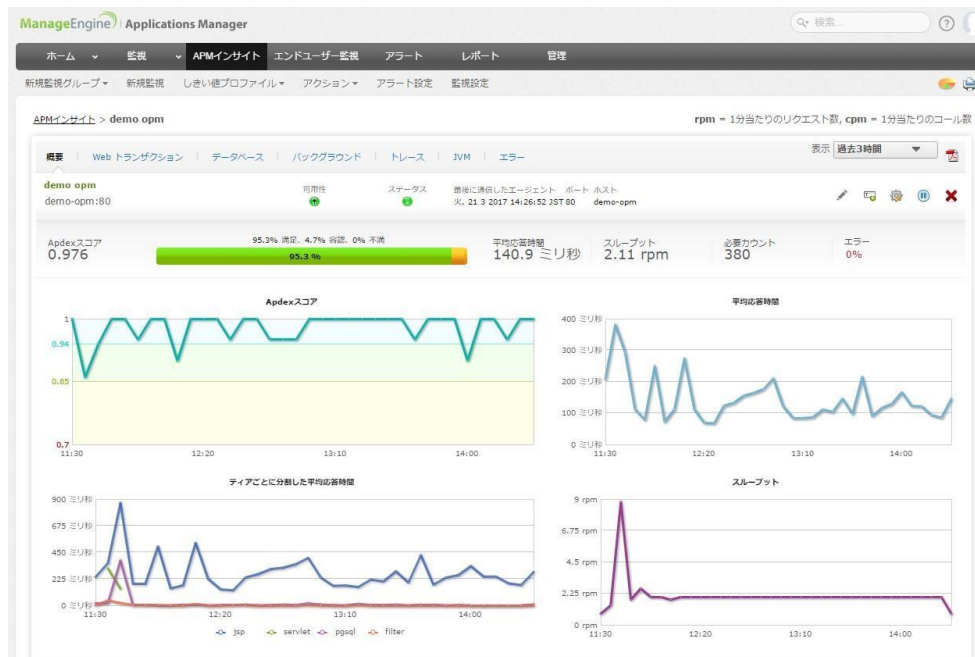 ManageEngine Applications Manager
検索...
ホーム 監視 APMインサイト エンドユーザー監視 アラート レポート 管理
新規監視グループ 新規監視 しきい値プロファイル アクション アラート設定 監視設定
APMインサイト > demo opm
rpm = 1分当たりのリクエスト数, cpm = 1分当たりのコール数
概要 Web トランザクション データベース バックグラウンド トレース JVM エラー
表示 過去3時間
demo opm
demo-opm:80
可用性
ステータス
最後に通信したエージェント ポート ホスト
火, 21 3 2017 14:26:52 JST 80 demo-opm
Apdexスコア
0.976
95.3% 満足、4.7% 容認、0% 不満
95.3 %
平均応答時間
140.9 ミリ秒
スループット
2.11 rpm
必要カウント
380
エラー
0%
Apdexスコア
1
0.94
0.85
0.7
11:30 12:20 13:10 14:00
平均応答時間
400 ミリ秒
300 ミリ秒
200 ミリ秒
100 ミリ秒
0 ミリ秒
11:30 12:20 13:10 14:00
ティアごとに分割した平均応答時間
900 ミリ秒
675 ミリ秒
450 ミリ秒
225 ミリ秒
0 ミリ秒
11:30 12:20 13:10 14:00
jsp servlet pgsql filter
スループット
9 rpm
6.75 rpm
4.5 rpm
2.25 rpm
0 rpm
11:30 12:20 13:10 14:00